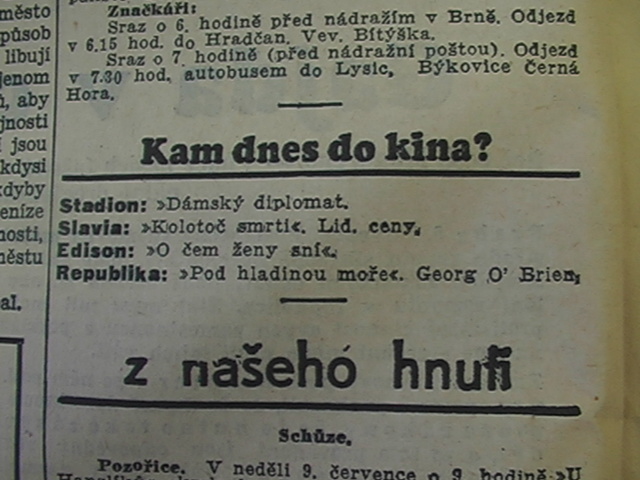 město
způsob
libují
jenom
ů, aby
jnosti
í jsou
kdysi
kdyby
eníze
nosti,
městu
al.
Značkáři:
Sraz o 6. hodině před nádražím v Brně. Odjezd
v 6.15 hod. do Hradčan, Vev. Bítýška.
Sraz o 7. hodině (před nádražní poštou). Odjezd
v 7.30 hod. autobusem do Lysic, Býkovice Černá
Hora.
Kam dnes do kina?
Stadion: »Dámský diplomat.
Slavia: »Kolotoč smrti«. Lid. ceny.
Edison: »O čem ženy sní«.
Republika: »Pod hladinou moře«. Georg O' Brien.
z našeho hnutí
Schůze.
Pozořice. V neděli 9. července o 9. hodině »U